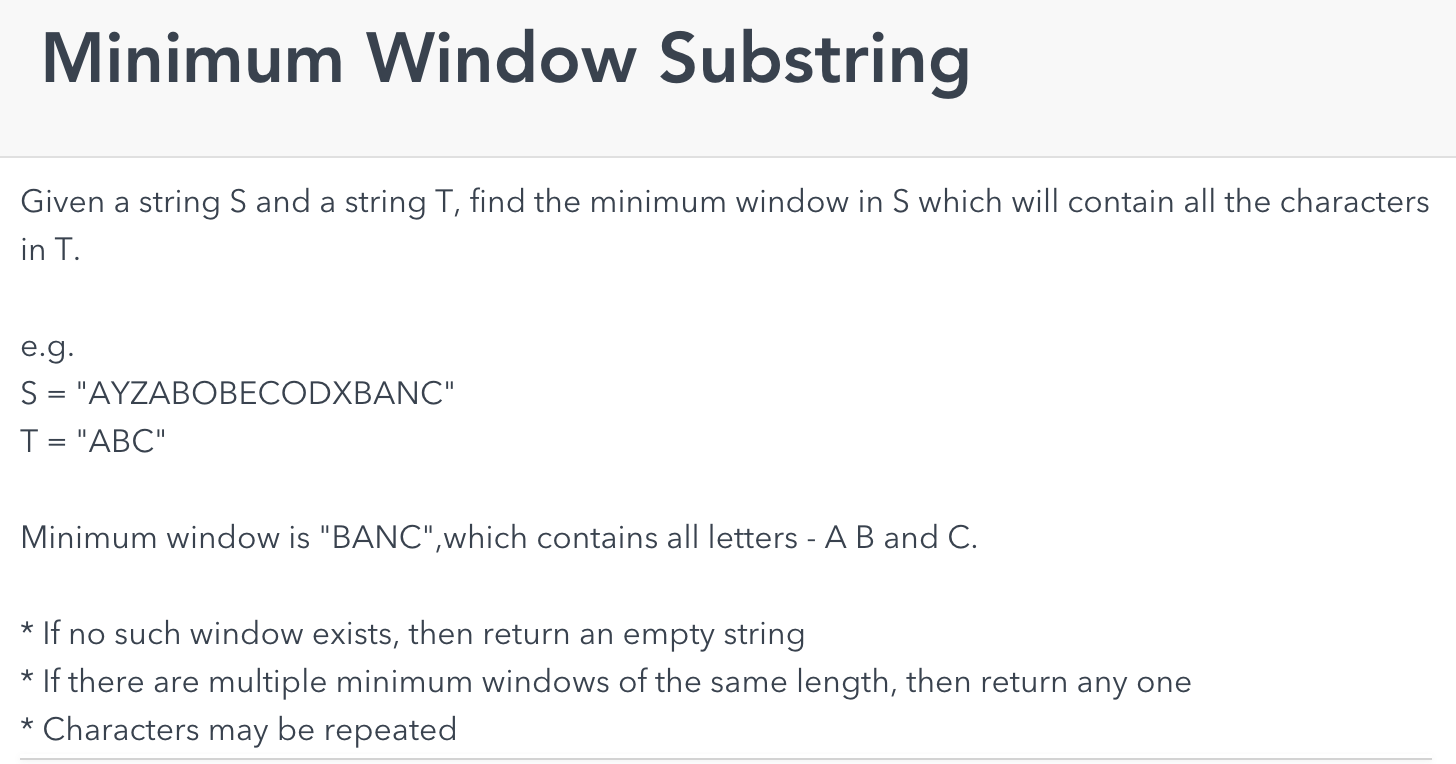 Minimum Window Substring
Given a string S and a string T, find the minimum window in S which will contain all the characters
in T.
e.g.
S = "AYZABOBECODXBANC"
T = "ABC"
Minimum window is "BANC",which contains all letters - A B and C.
* If no such window exists, then return an empty string
* If there are multiple minimum windows of the same length, then return any one
* Characters may be repeated